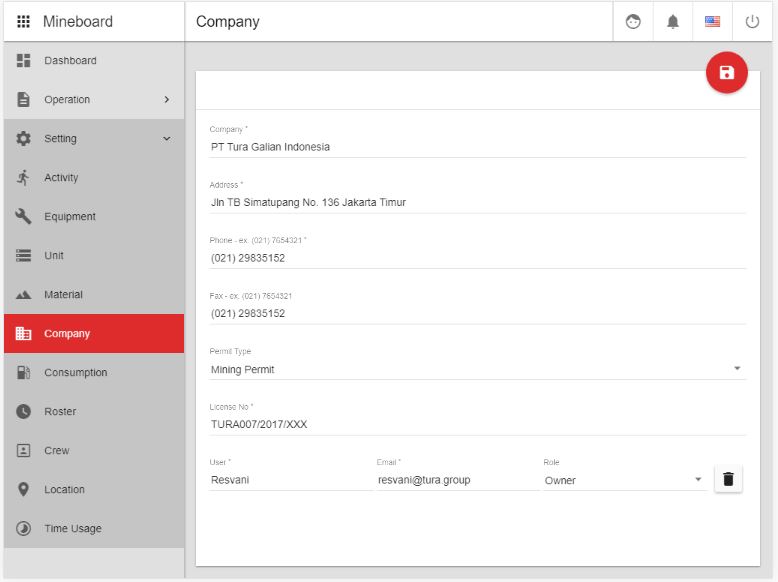 Mineboard
Company
Dashboard
Operation
Setting
Activity
Equipment
Unit
Material
Company
Consumption
Roster
Crew
Location
Time Usage
Company *
PT Tura Galian Indonesia
Address *
Jln TB Simatupang No. 136 Jakarta Timur
Phone - ex. (021) 7654321 *
(021) 29835152
Fax - ex. (021) 7654321
(021) 29835152
Permit Type
Mining Permit
License No *
TURA007/2017/XXX
User * Email * Role
Resvani resvani@tura.group Owner